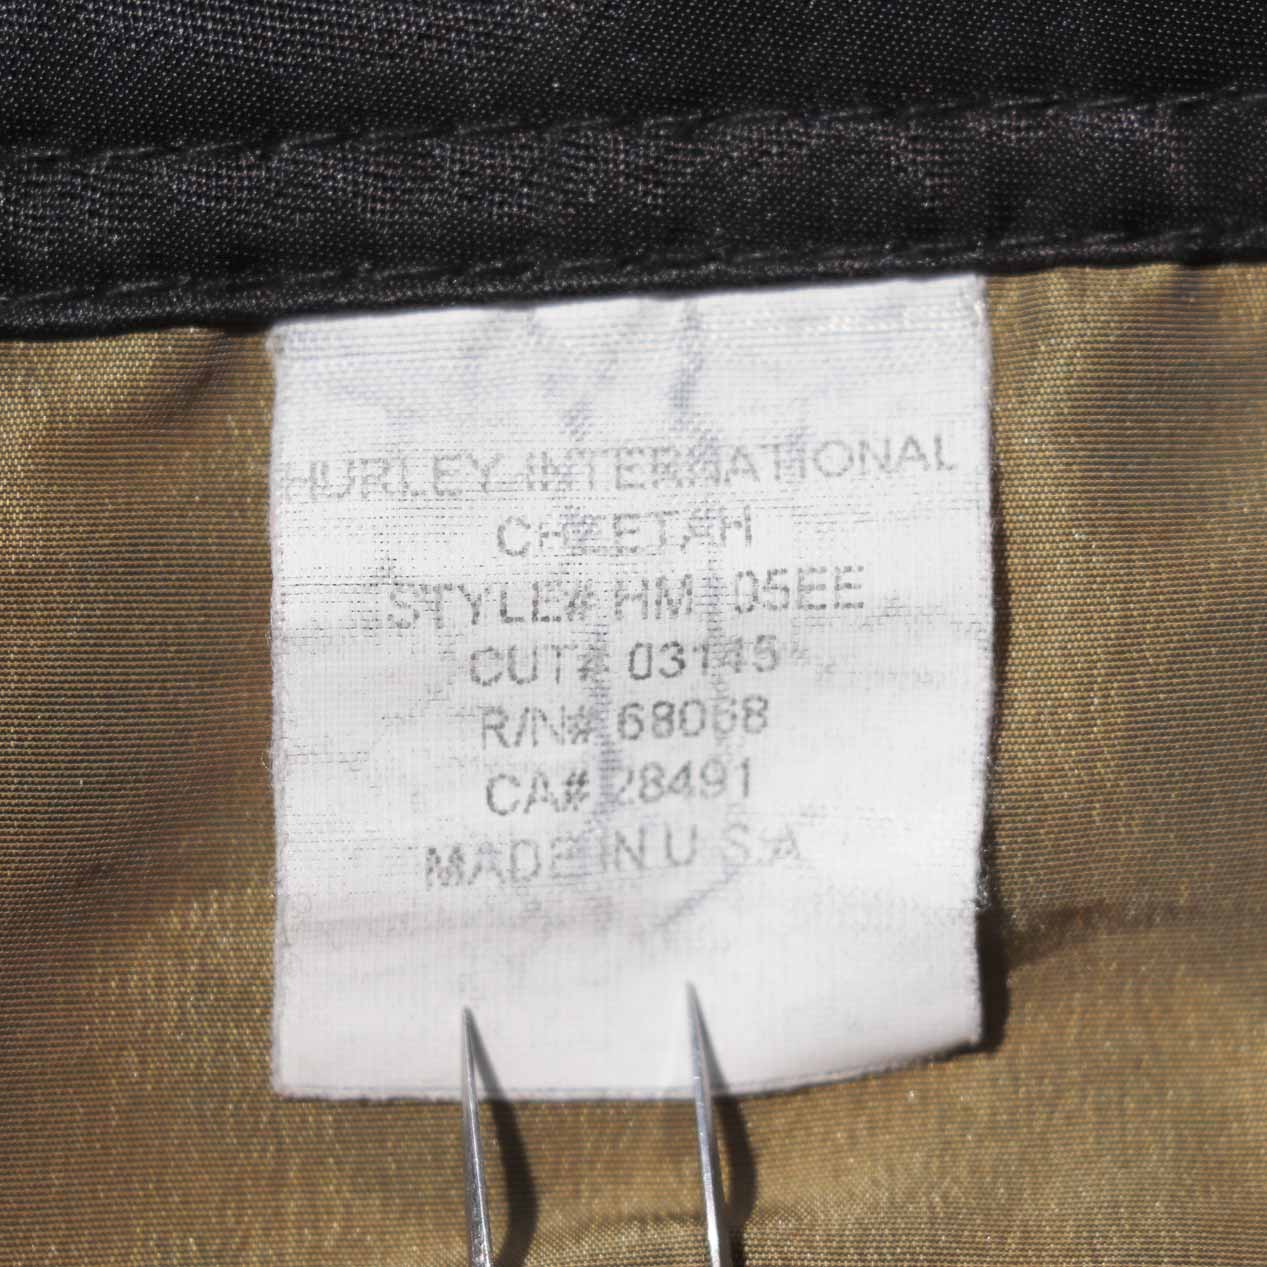 HURLEY INTERNATIONAL
CHEETAH
STYLE# HM 05EE
CUT# 03145
R/N# 68068
CA# 28491
MADE IN U.S.A